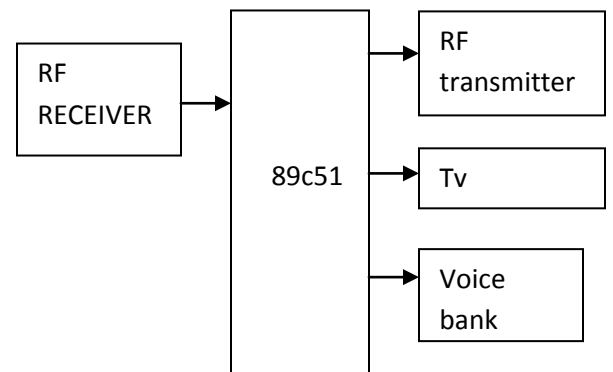 RF
RECEIVER
89c51
RF
transmitter
Tv
Voice
bank